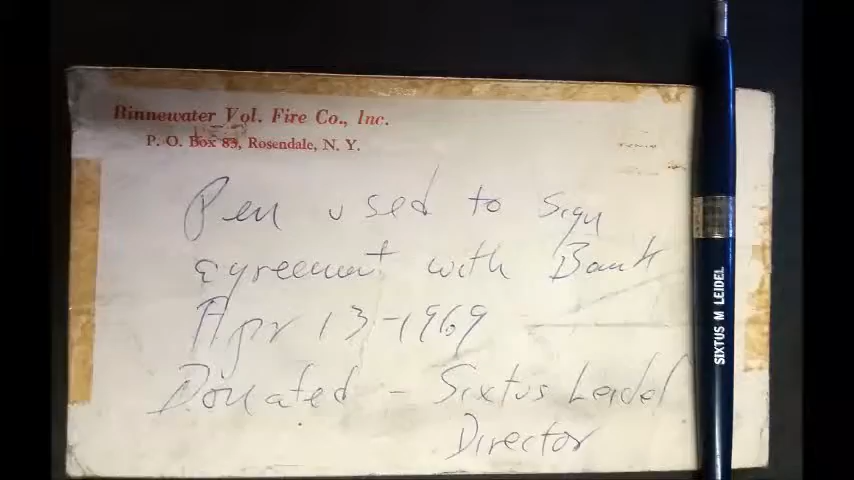 Binnewater Vol. Fire Co., Inc.
P. O. Box 83, Rosendale, N. Y.
Pen used to sign
agreement with Bank
Apr 13-1969
Donated - Sixtus Leidel
Director
SIXTUS M LEIDEL